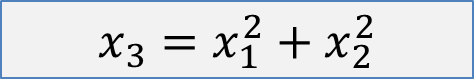 x₃ = x₁² + x₂²